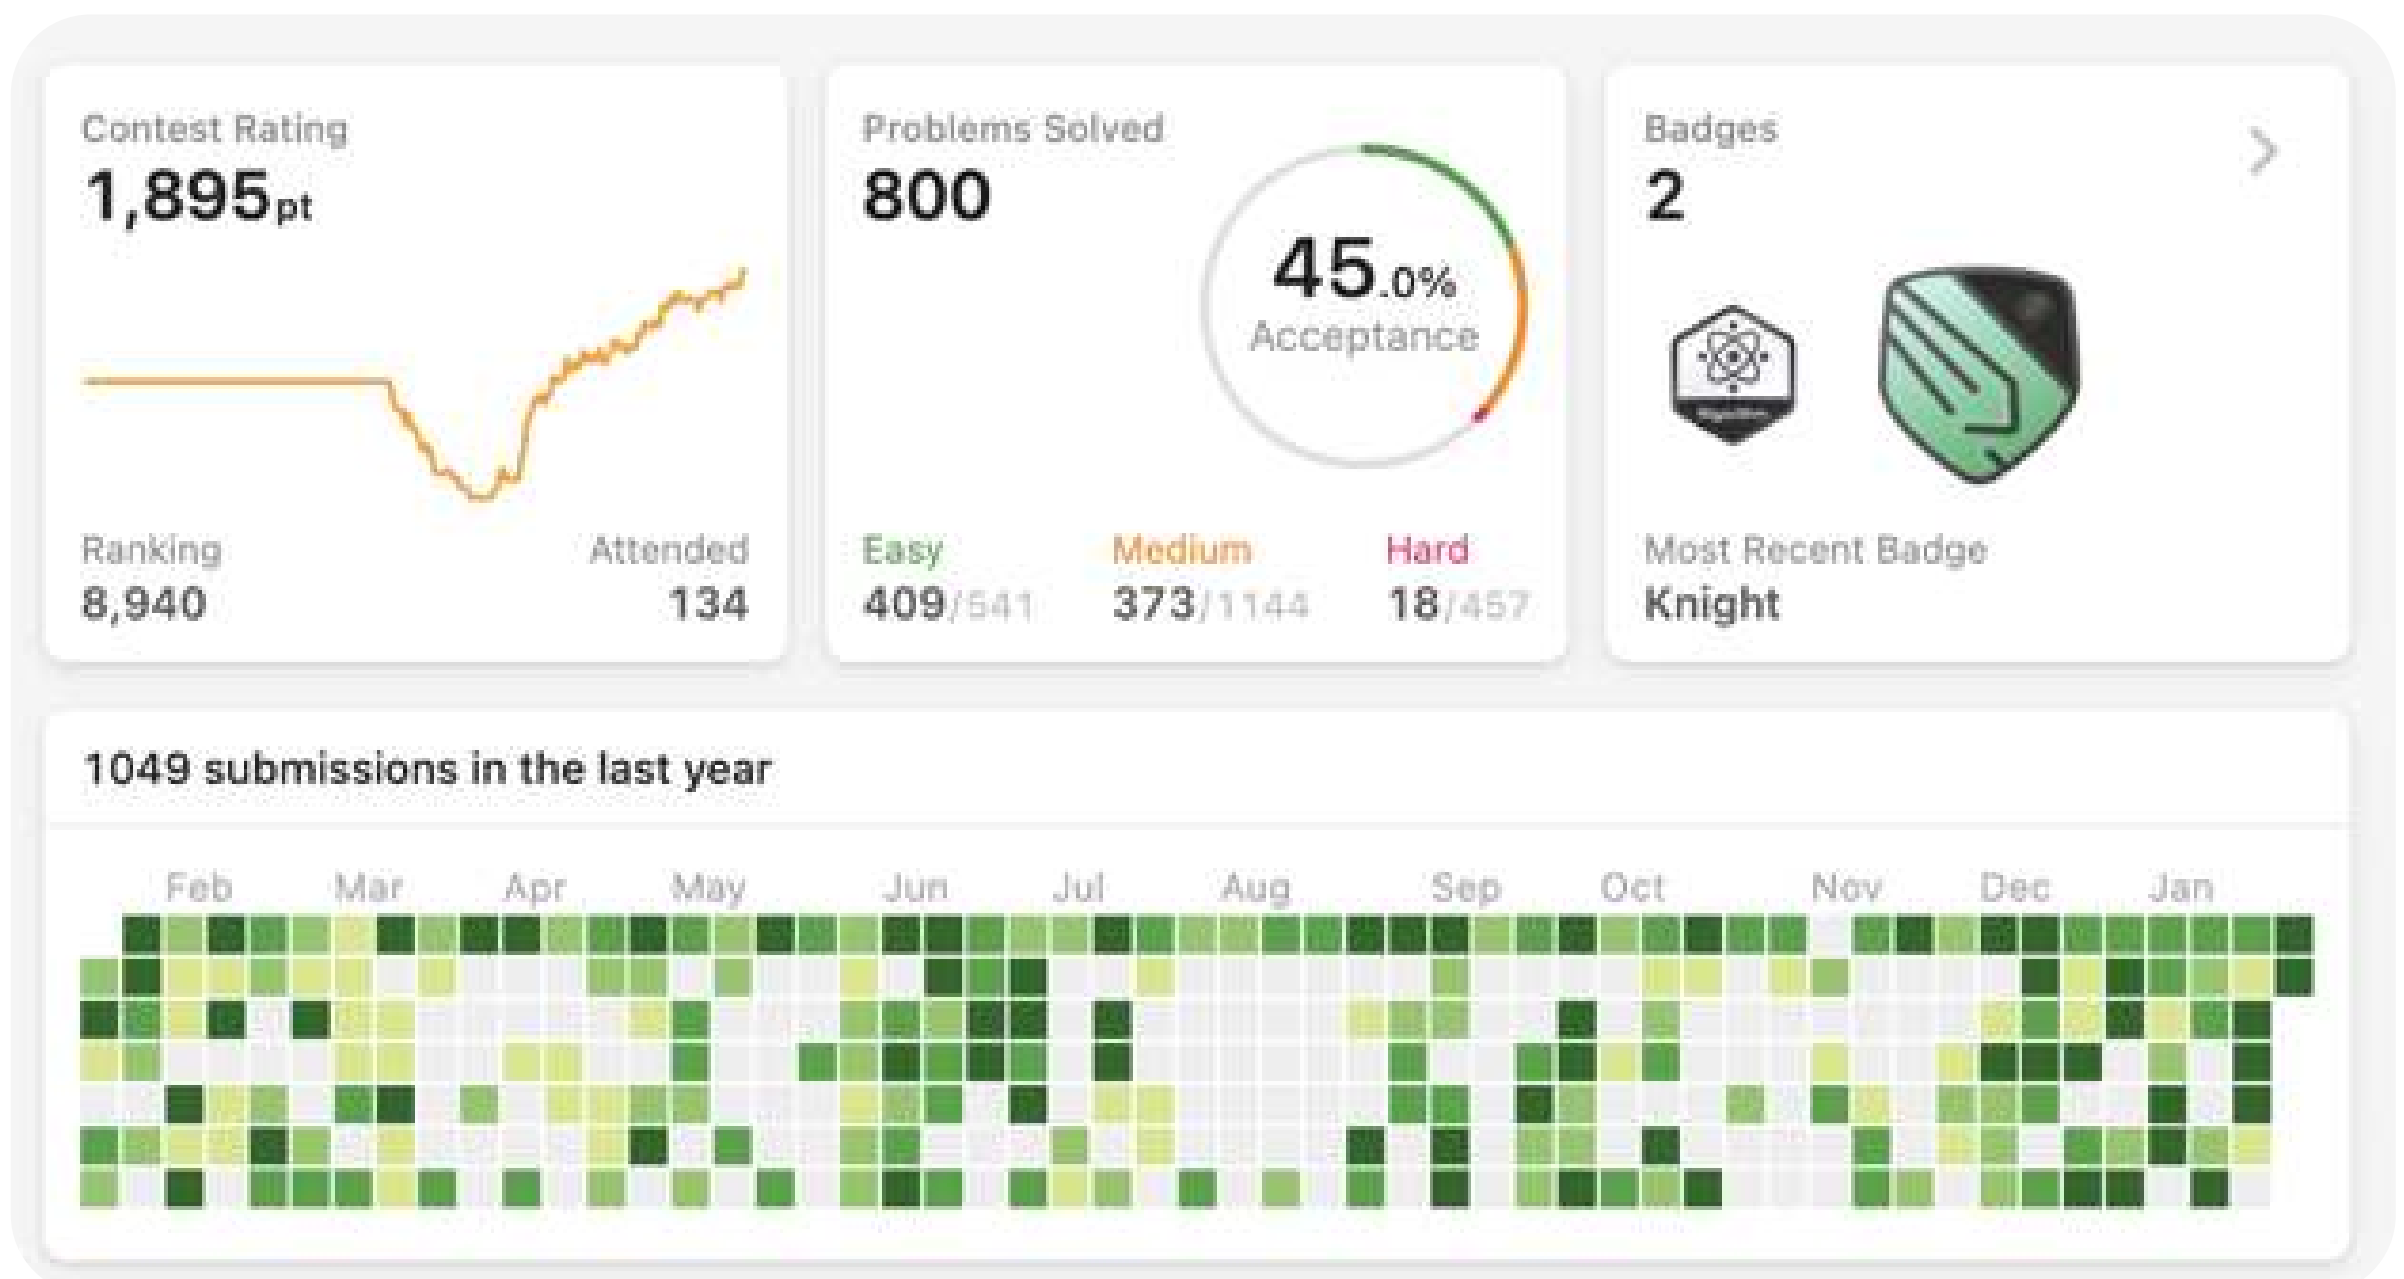 Contest Rating
1,895pt
Ranking
8,940
Attended
134
Problems Solved
800
45.0%
Acceptance
Easy
409/541
Medium
373/1144
Hard
18/457
Badges
2
Most Recent Badge
Knight
1049 submissions in the last year
Feb Mar Apr May Jun Jul Aug Sep Oct Nov Dec Jan